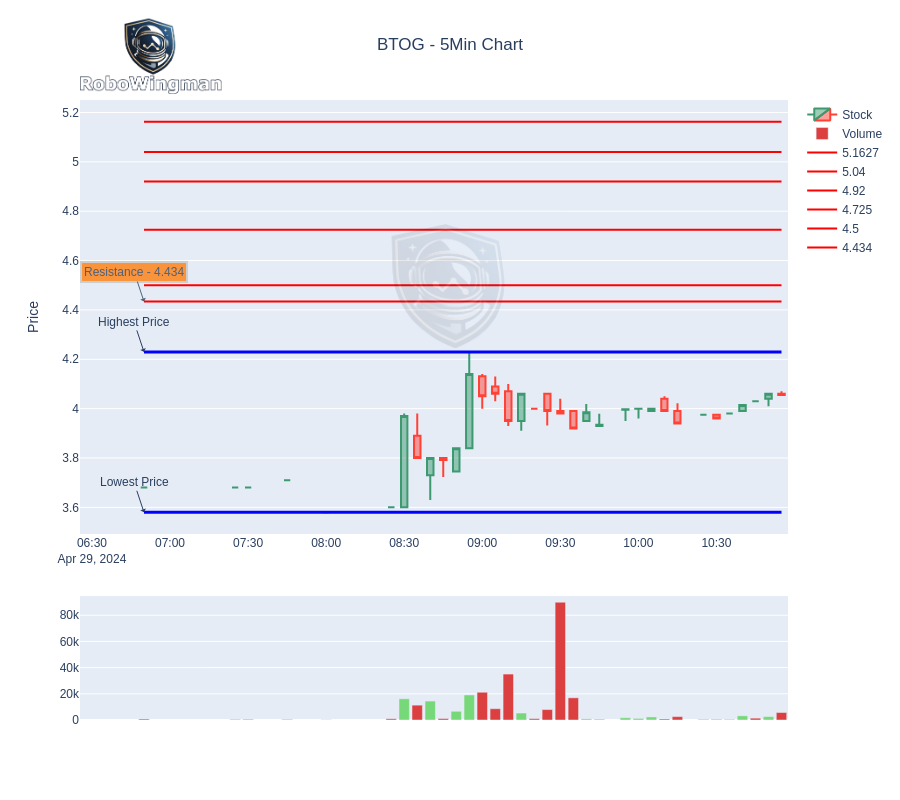 RoboWingman
BTOG - 5Min Chart
5.2
5
4.8
4.6
4.4
4.2
4
3.8
3.6
Price
Resistance - 4.434
Highest Price
Lowest Price
06:30 07:00 07:30 08:00 08:30 09:00 09:30 10:00 10:30
Apr 29, 2024
Stock
Volume
5.1627
5.04
4.92
4.725
4.5
4.434
80k
60k
40k
20k
0